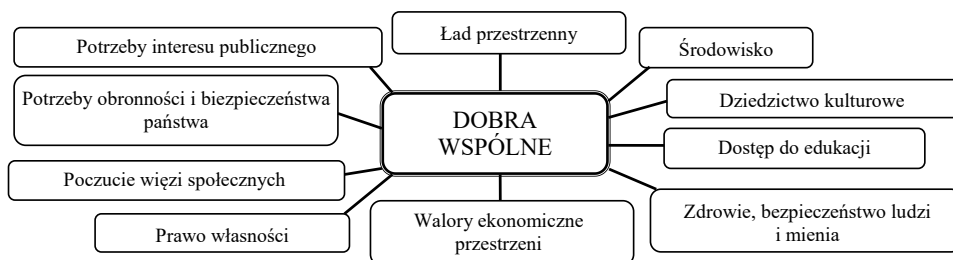 Ład przestrzenny
Potrzeby interesu publicznego
Środowisko
Potrzeby obronności i biezpieczeństwa
państwa
Dziedzictwo kulturowe
DOBRA
WSPÓLNE
Dostęp do edukacji
Poczucie więzi społecznych
Prawo własności
Walory ekonomiczne
przestrzeni
Zdrowie, bezpieczeństwo ludzi
i mienia